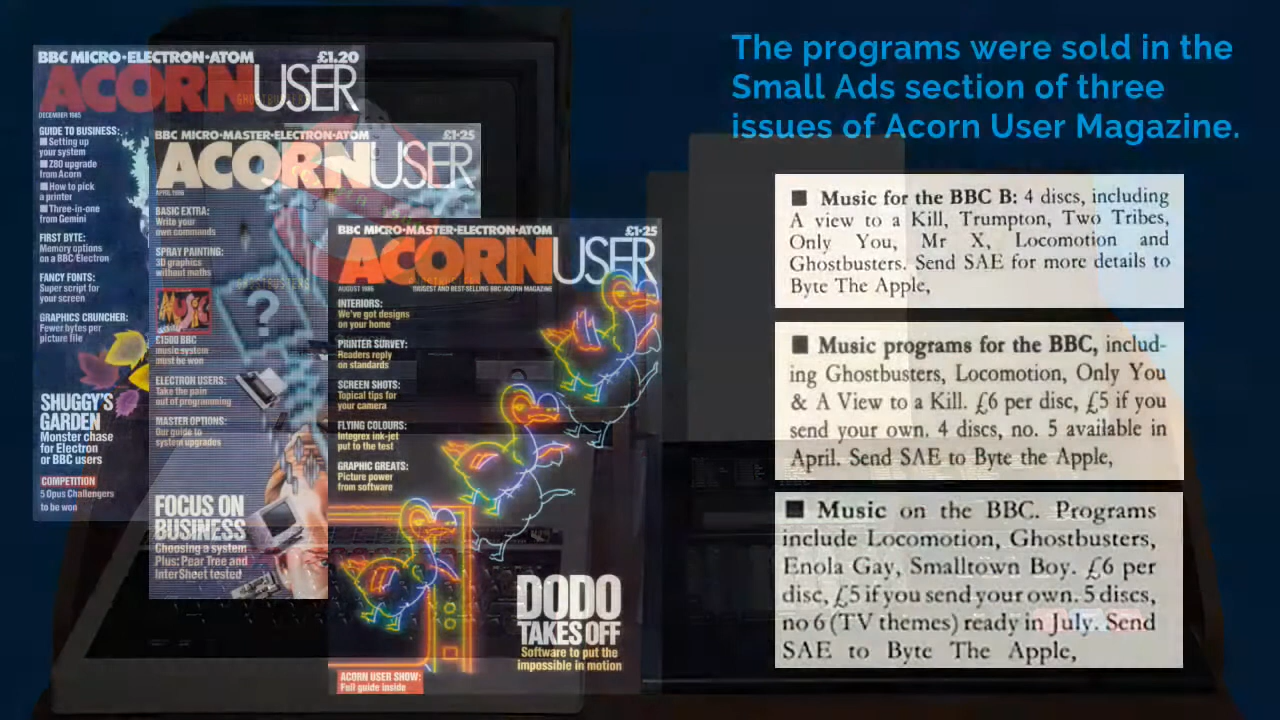 The programs were sold in the
Small Ads section of three
issues of Acorn User Magazine.
BBC MICRO·ELECTRON·ATOM £1.20
ACORN USER
DECEMBER 1985
GUIDE TO BUSINESS:
■ Setting up
your system
■ Z80 upgrade
from Acorn
■ How to pick
a printer
■ Three-in-one
from Gemini
FIRST BYTE:
Memory options
on a BBC/Electron
FANCY FONTS:
Super script for
your screen
GRAPHICS CRUNCHER:
Fewer bytes per
picture file
SHUGGY'S
GARDEN
Monster chase
for Electron
or BBC users
COMPETITION
5 Opus Challengers
to be won
BBC MICRO·MASTER·ELECTRON·ATOM £1·25
ACORN USER
APRIL 1986
BASIC EXTRA:
Write your
own commands
SPRAY PAINTING:
3D graphics
without maths
£1500 BBC
music system
must be won
ELECTRON USERS:
Take the pain
out of programming
MASTER OPTIONS:
Our guide to
system upgrades
FOCUS ON
BUSINESS
Choosing a system
Plus: Pear Tree and
InterSheet tested
BBC MICRO·MASTER·ELECTRON·ATOM £1·25
ACORN USER
AUGUST 1986 BIGGEST AND BEST-SELLING BBC/ACORN MAGAZINE
INTERIORS:
We've got designs
on your home
PRINTER SURVEY:
Readers reply
on standards
SCREEN SHOTS:
Topical tips for
your camera
FLYING COLOURS:
Integrex ink-jet
put to the test
GRAPHIC GREATS:
Picture power
from software
DODO
TAKES OFF
Software to put the
impossible in motion
ACORN USER SHOW:
Full guide inside
■ Music for the BBC B: 4 discs, including
A view to a Kill, Trumpton, Two Tribes,
Only You, Mr X, Locomotion and
Ghostbusters. Send SAE for more details to
Byte The Apple,
■ Music programs for the BBC, includ-
ing Ghostbusters, Locomotion, Only You
& A View to a Kill. £6 per disc, £5 if you
send your own. 4 discs, no. 5 available in
April. Send SAE to Byte the Apple,
■ Music on the BBC. Programs
include Locomotion, Ghostbusters,
Enola Gay, Smalltown Boy. £6 per
disc, £5 if you send your own. 5 discs,
no 6 (TV themes) ready in July. Send
SAE to Byte The Apple,